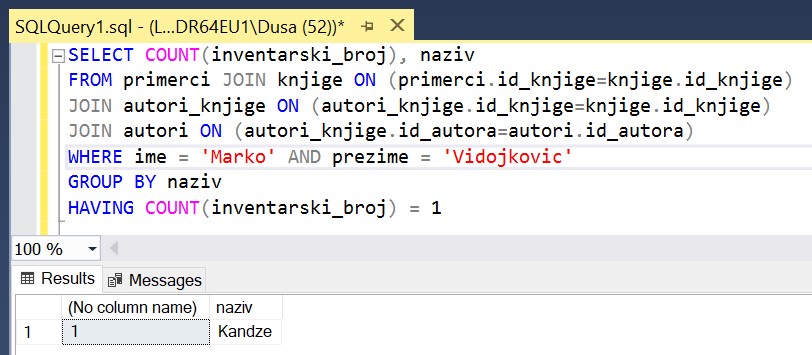 SQLQuery1.sql - (L...DR64EU1\Dusa (52))*
SELECT COUNT(inventarski_broj), naziv
FROM primerci JOIN knjige ON (primerci.id_knjige=knjige.id_knjige)
JOIN autori_knjige ON (autori_knjige.id_knjige=knjige.id_knjige)
JOIN autori ON (autori_knjige.id_autora=autori.id_autora)
WHERE ime = 'Marko' AND prezime = 'Vidojkovic'
GROUP BY naziv
HAVING COUNT(inventarski_broj) = 1
100 %
Results Messages
(No column name) naziv
1 1 Kandze